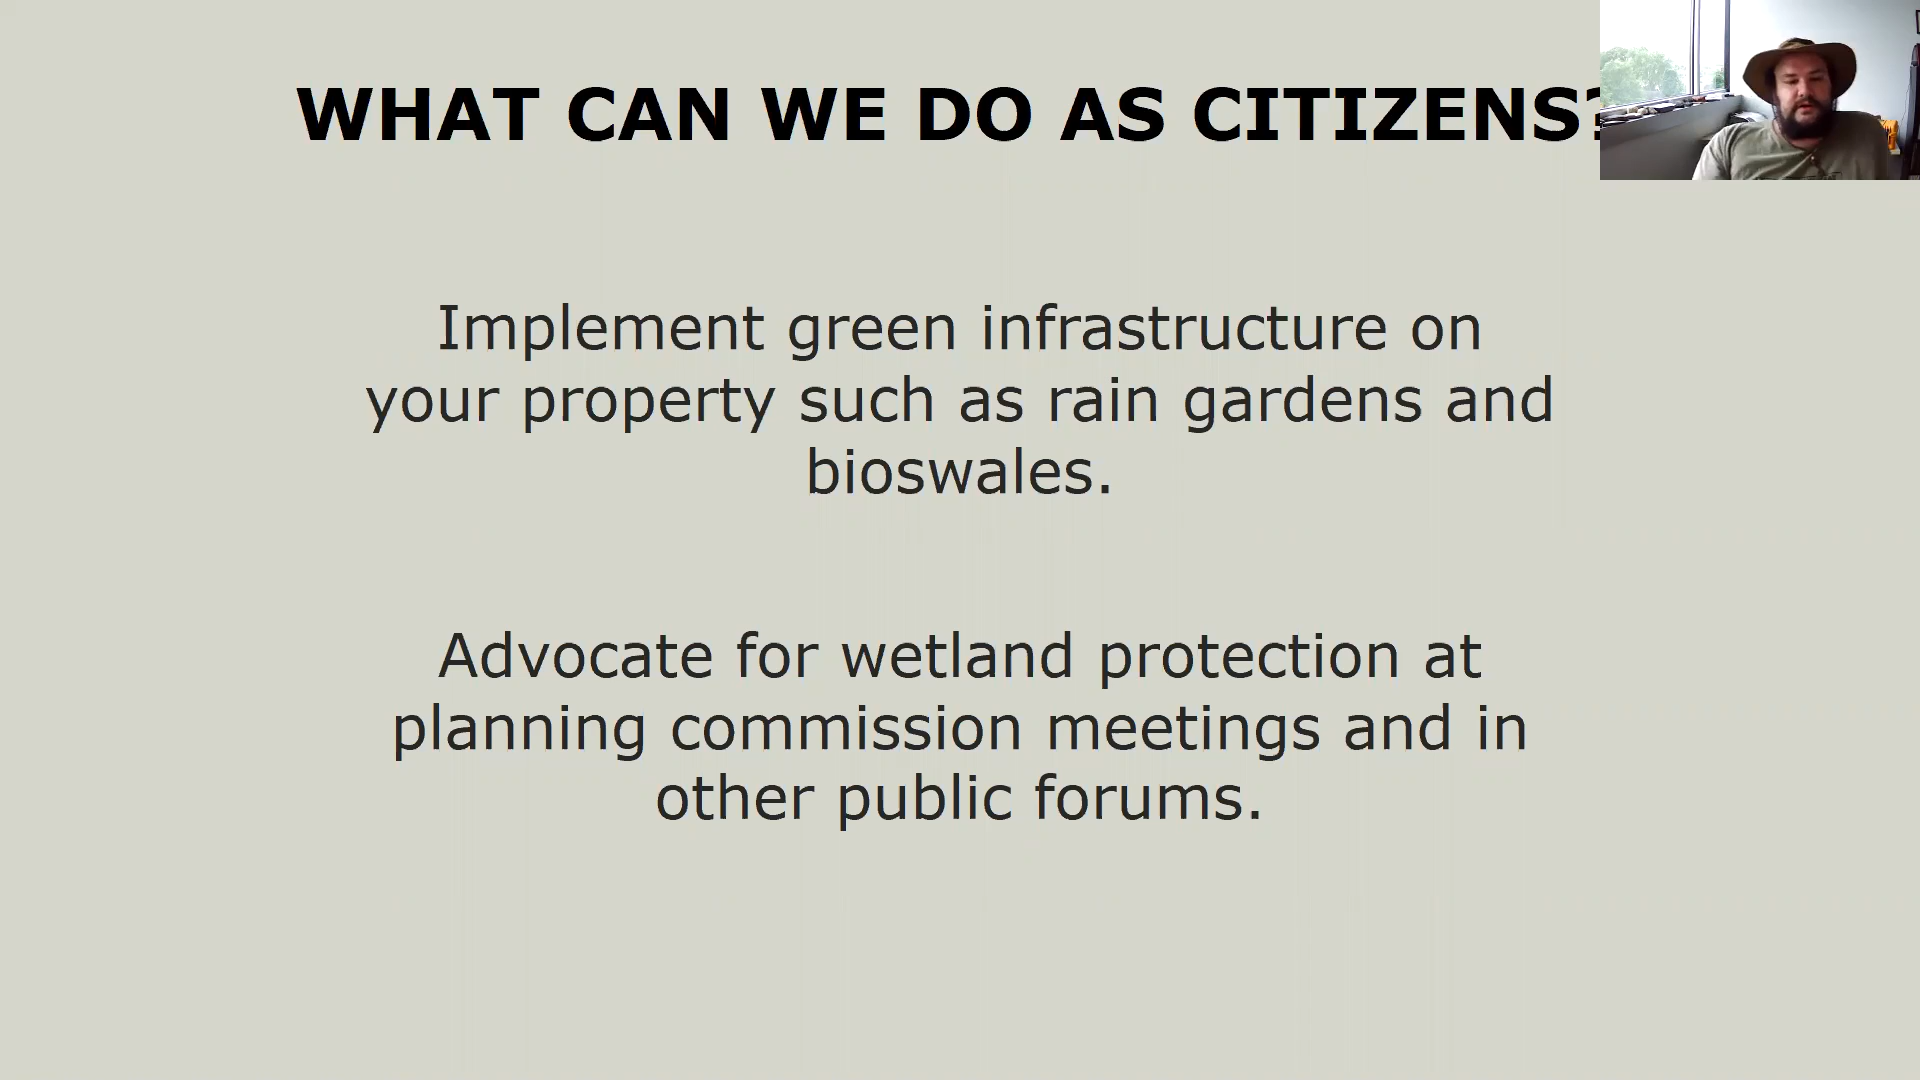 WHAT CAN WE DO AS CITIZENS?
Implement green infrastructure on
your property such as rain gardens and
bioswales.
Advocate for wetland protection at
planning commission meetings and in
other public forums.